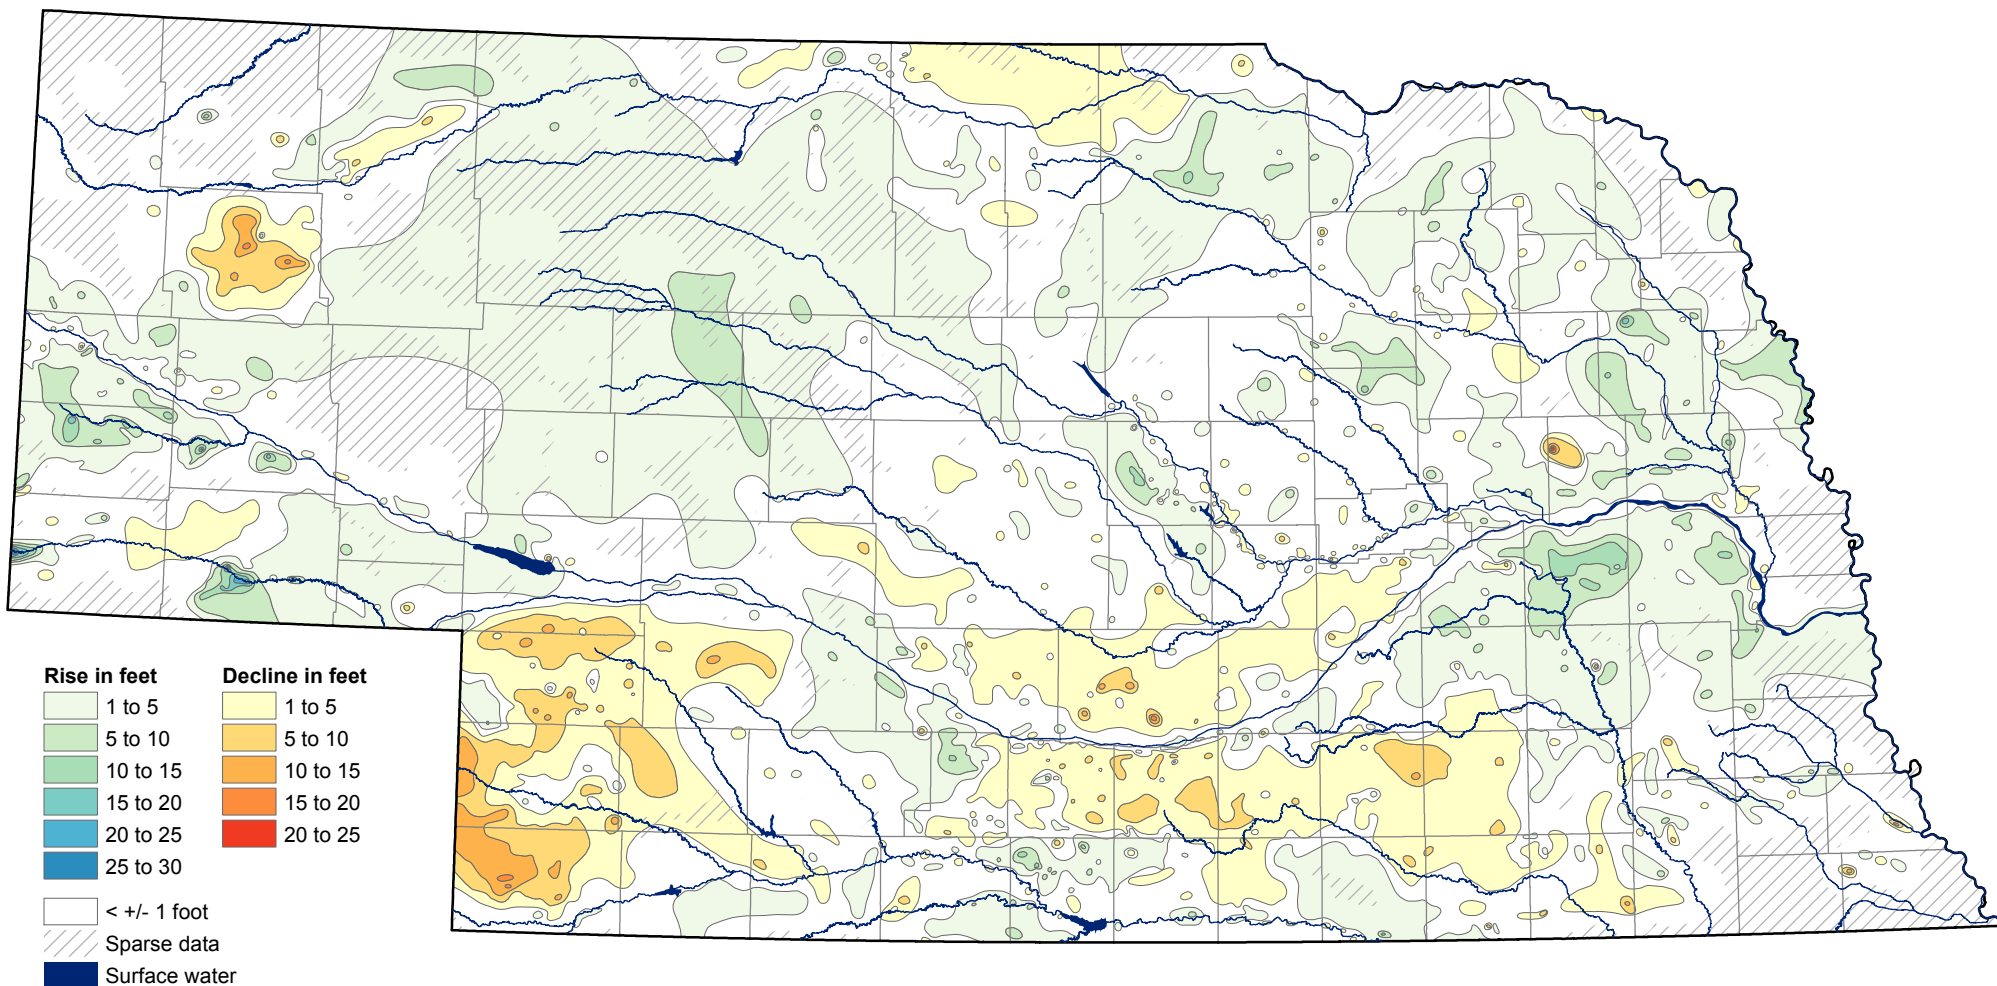 Rise in feet
1 to 5
5 to 10
10 to 15
15 to 20
20 to 25
25 to 30
Decline in feet
1 to 5
5 to 10
10 to 15
15 to 20
20 to 25
< +/- 1 foot
Sparse data
Surface water